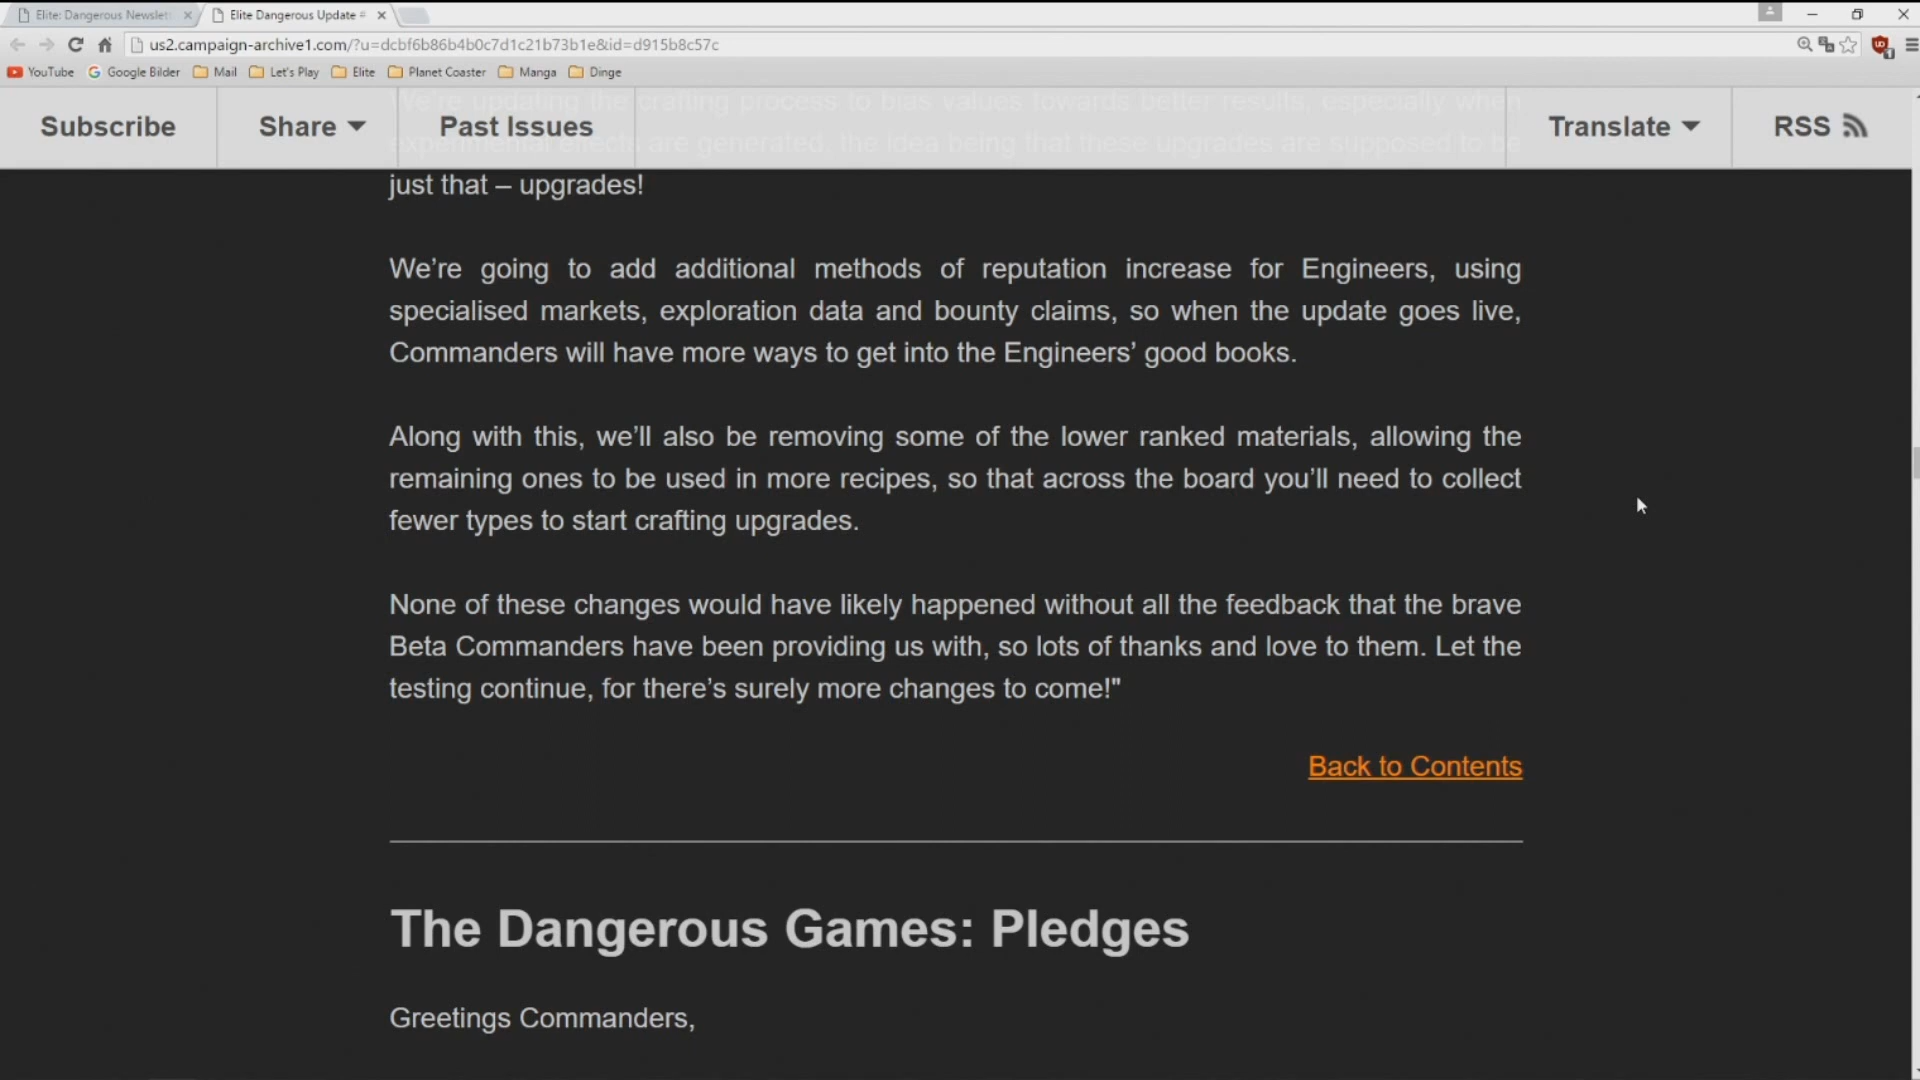 Elite: Dangerous Newslet
Elite Dangerous Update #
us2.campaign-archive1.com/?u=dcbf6b86b4b0c7d1c21b73b1e&id=d915b8c57c
YouTube Google Bilder Mail Let's Play Elite Planet Coaster Manga Dinge
Subscribe Share Past Issues Translate RSS
We're updating the crafting process to bias values towards better results, especially when
experimental effects are generated, the idea being that these upgrades are supposed to be
just that – upgrades!
We're going to add additional methods of reputation increase for Engineers, using
specialised markets, exploration data and bounty claims, so when the update goes live,
Commanders will have more ways to get into the Engineers' good books.
Along with this, we'll also be removing some of the lower ranked materials, allowing the
remaining ones to be used in more recipes, so that across the board you'll need to collect
fewer types to start crafting upgrades.
None of these changes would have likely happened without all the feedback that the brave
Beta Commanders have been providing us with, so lots of thanks and love to them. Let the
testing continue, for there's surely more changes to come!"
Back to Contents
The Dangerous Games: Pledges
Greetings Commanders,